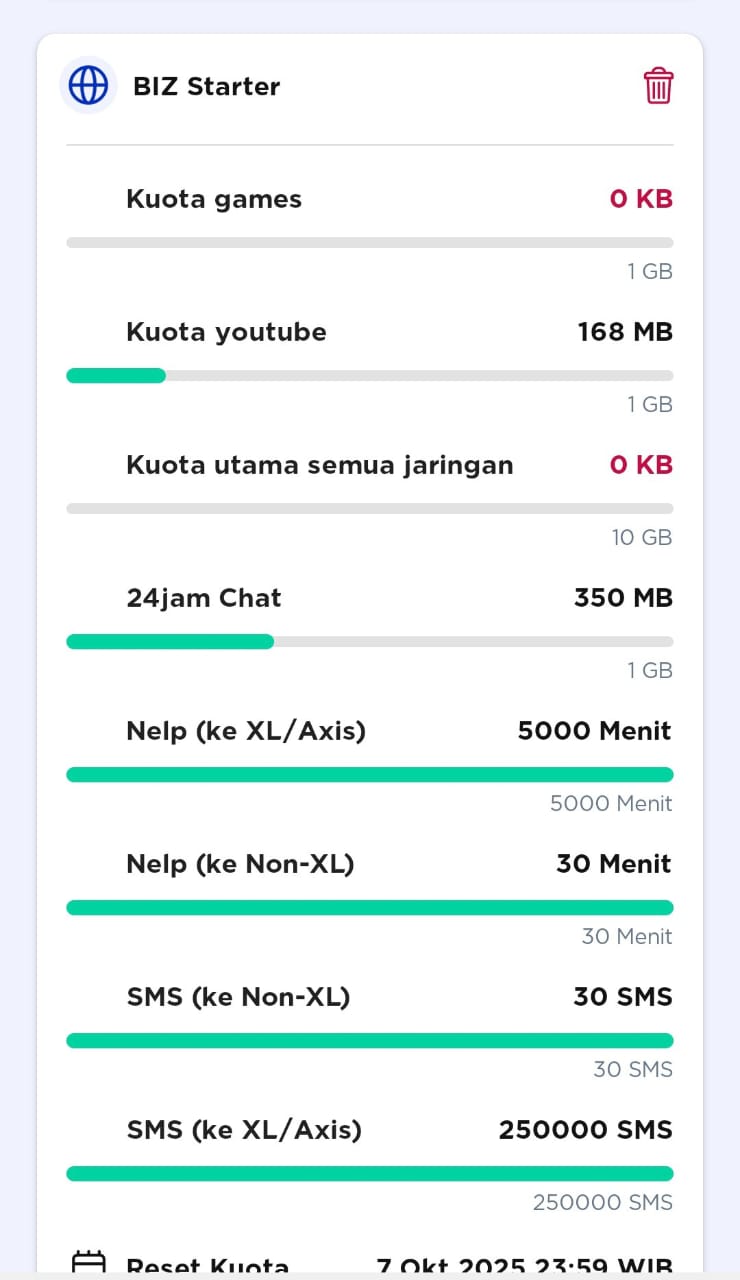 BIZ Starter
Kuota games 0 KB
1 GB
Kuota youtube 168 MB
1 GB
Kuota utama semua jaringan 0 KB
10 GB
24jam Chat 350 MB
1 GB
Nelp (ke XL/Axis) 5000 Menit
5000 Menit
Nelp (ke Non-XL) 30 Menit
30 Menit
SMS (ke Non-XL) 30 SMS
30 SMS
SMS (ke XL/Axis) 250000 SMS
250000 SMS
Reset Kuota 7 Okt 2025 23:59 WIB